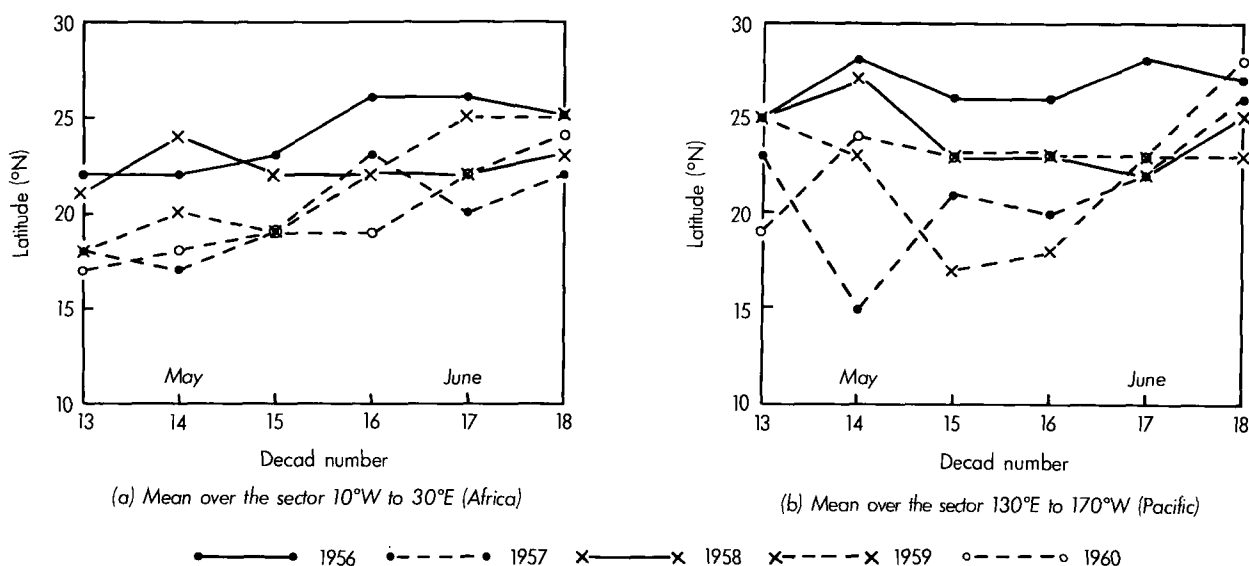 30
25
20
15
10
Latitude (°N)
May
June
13 14 15 16 17 18
Decad number
(a) Mean over the sector 10°W to 30°E (Africa)
30
25
20
15
10
Latitude (°N)
May
June
13 14 15 16 17 18
Decad number
(b) Mean over the sector 130°E to 170°W (Pacific)
1956 1957 1958 1959 1960